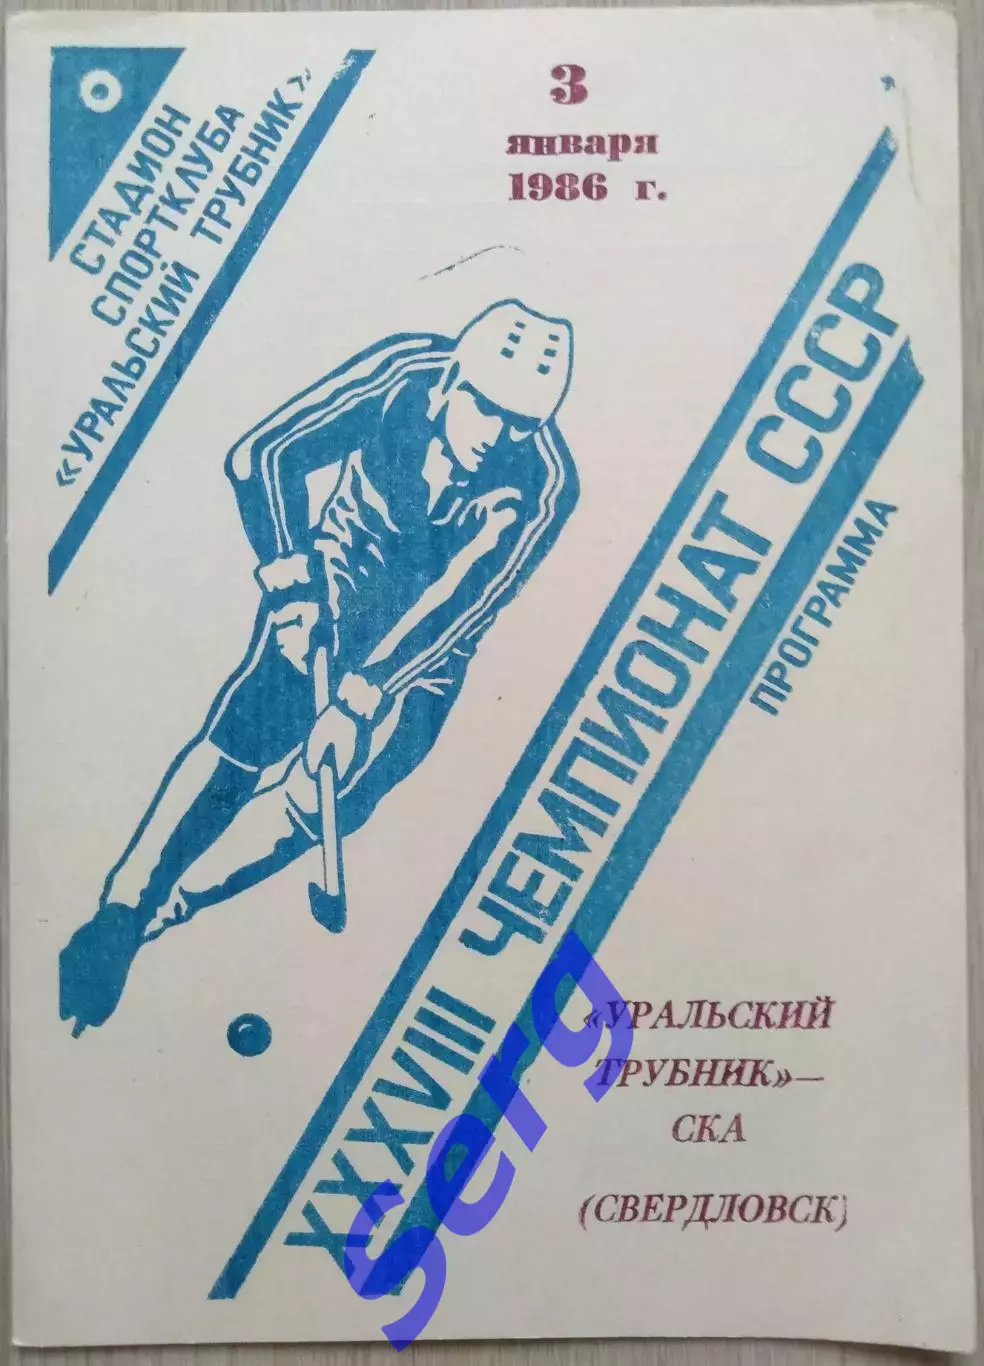 СТАДИОН
СПОРТКЛУБА
«УРАЛЬСКИЙ ТРУБНИК»
3
января
1986 г.
XXXVIII ЧЕМПИОНАТ СССР
ПРОГРАММА
«УРАЛЬСКИЙ
ТРУБНИК»—
СКА
(СВЕРДЛОВСК)
Serg